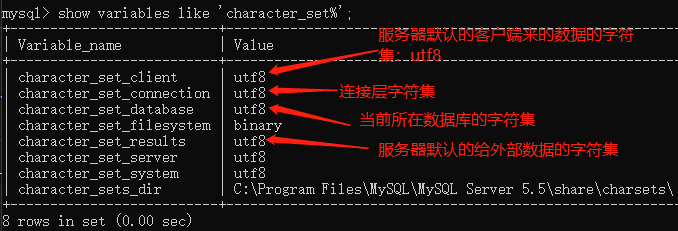 mysql> show variables like 'character_set%';
服务器默认的客户端来的数据的字符
集：utf8
Variable_name | Value
character_set_client | utf8
character_set_connection | utf8
连接层字符集
character_set_database | utf8
当前所在数据库的字符集
character_set_filesystem | binary
character_set_results | utf8
服务器默认的给外部数据的字符集
character_set_server | utf8
character_set_system | utf8
character_sets_dir | C:\Program Files\MySQL\MySQL Server 5.5\share\charsets\
8 rows in set (0.00 sec)